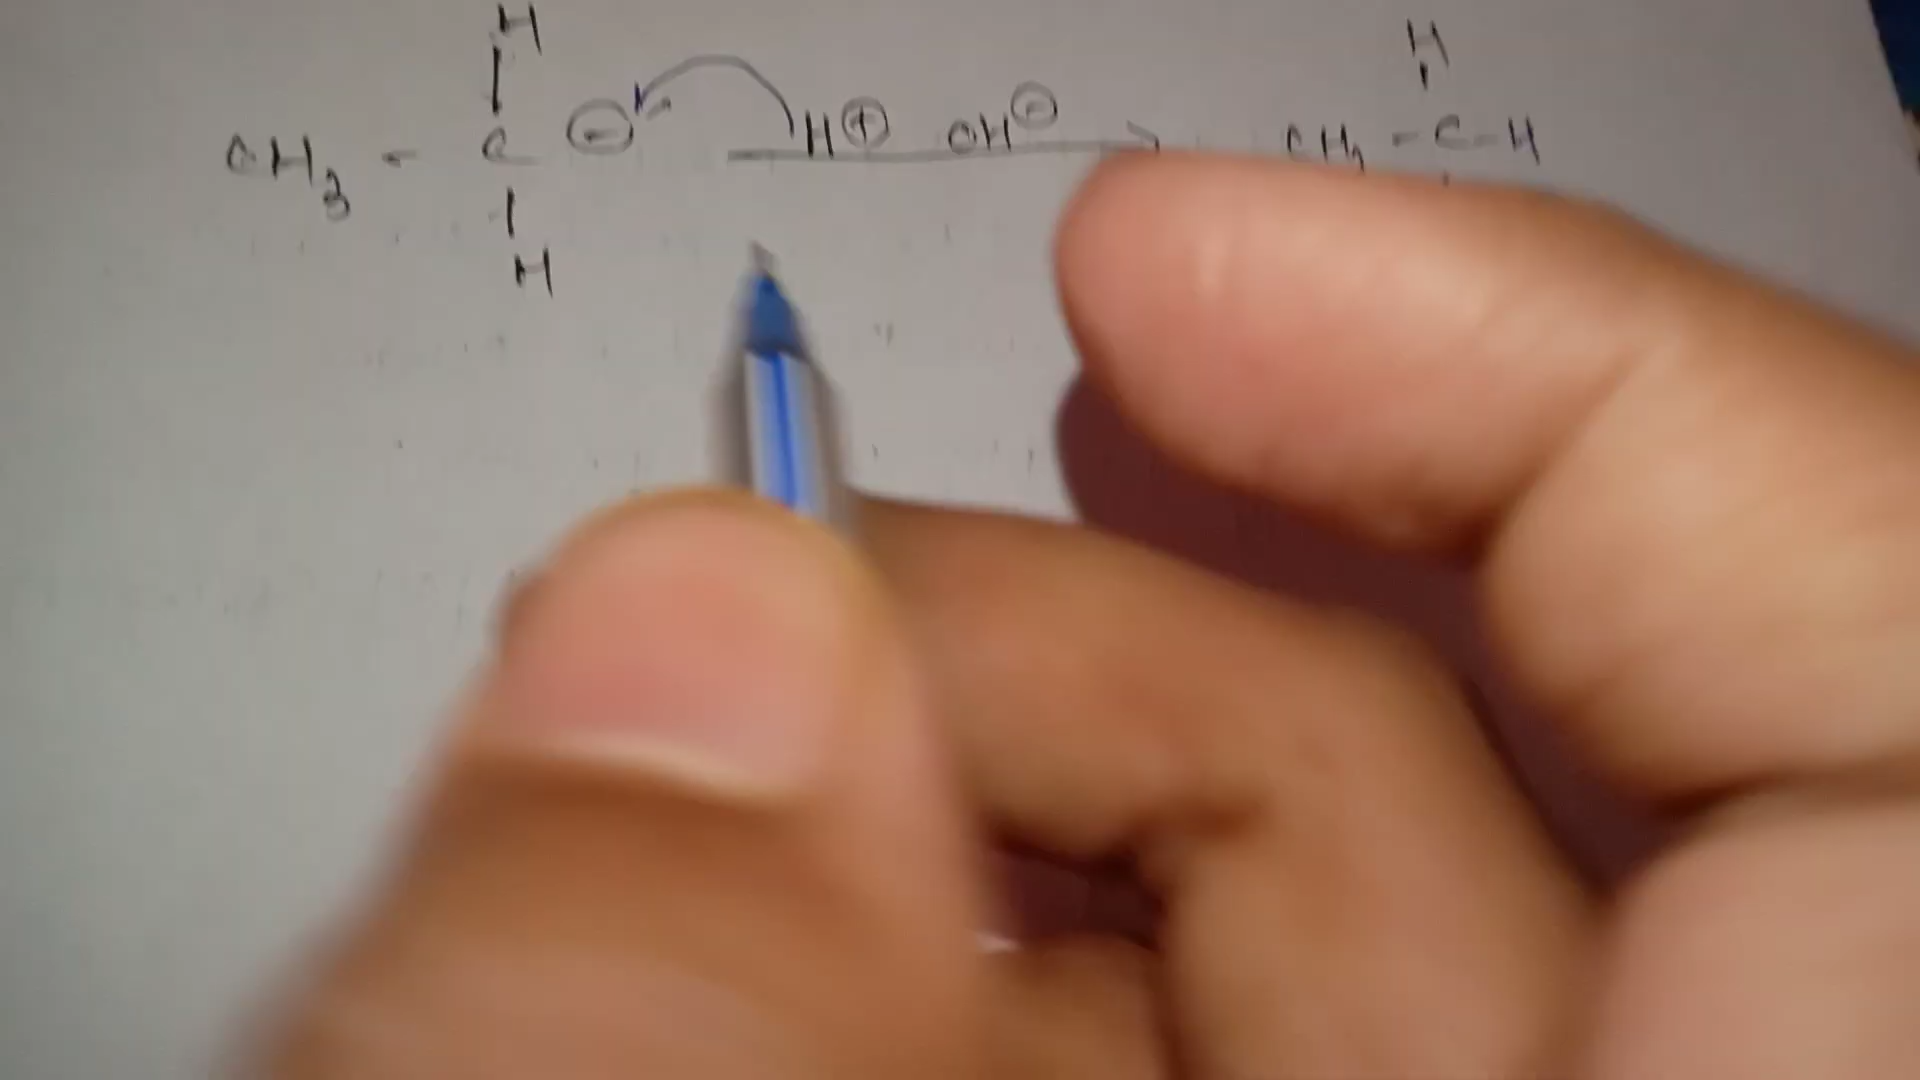 H H
CH3 - C ⊖ H⊕ OH⊖ → CH3 - C - H
H